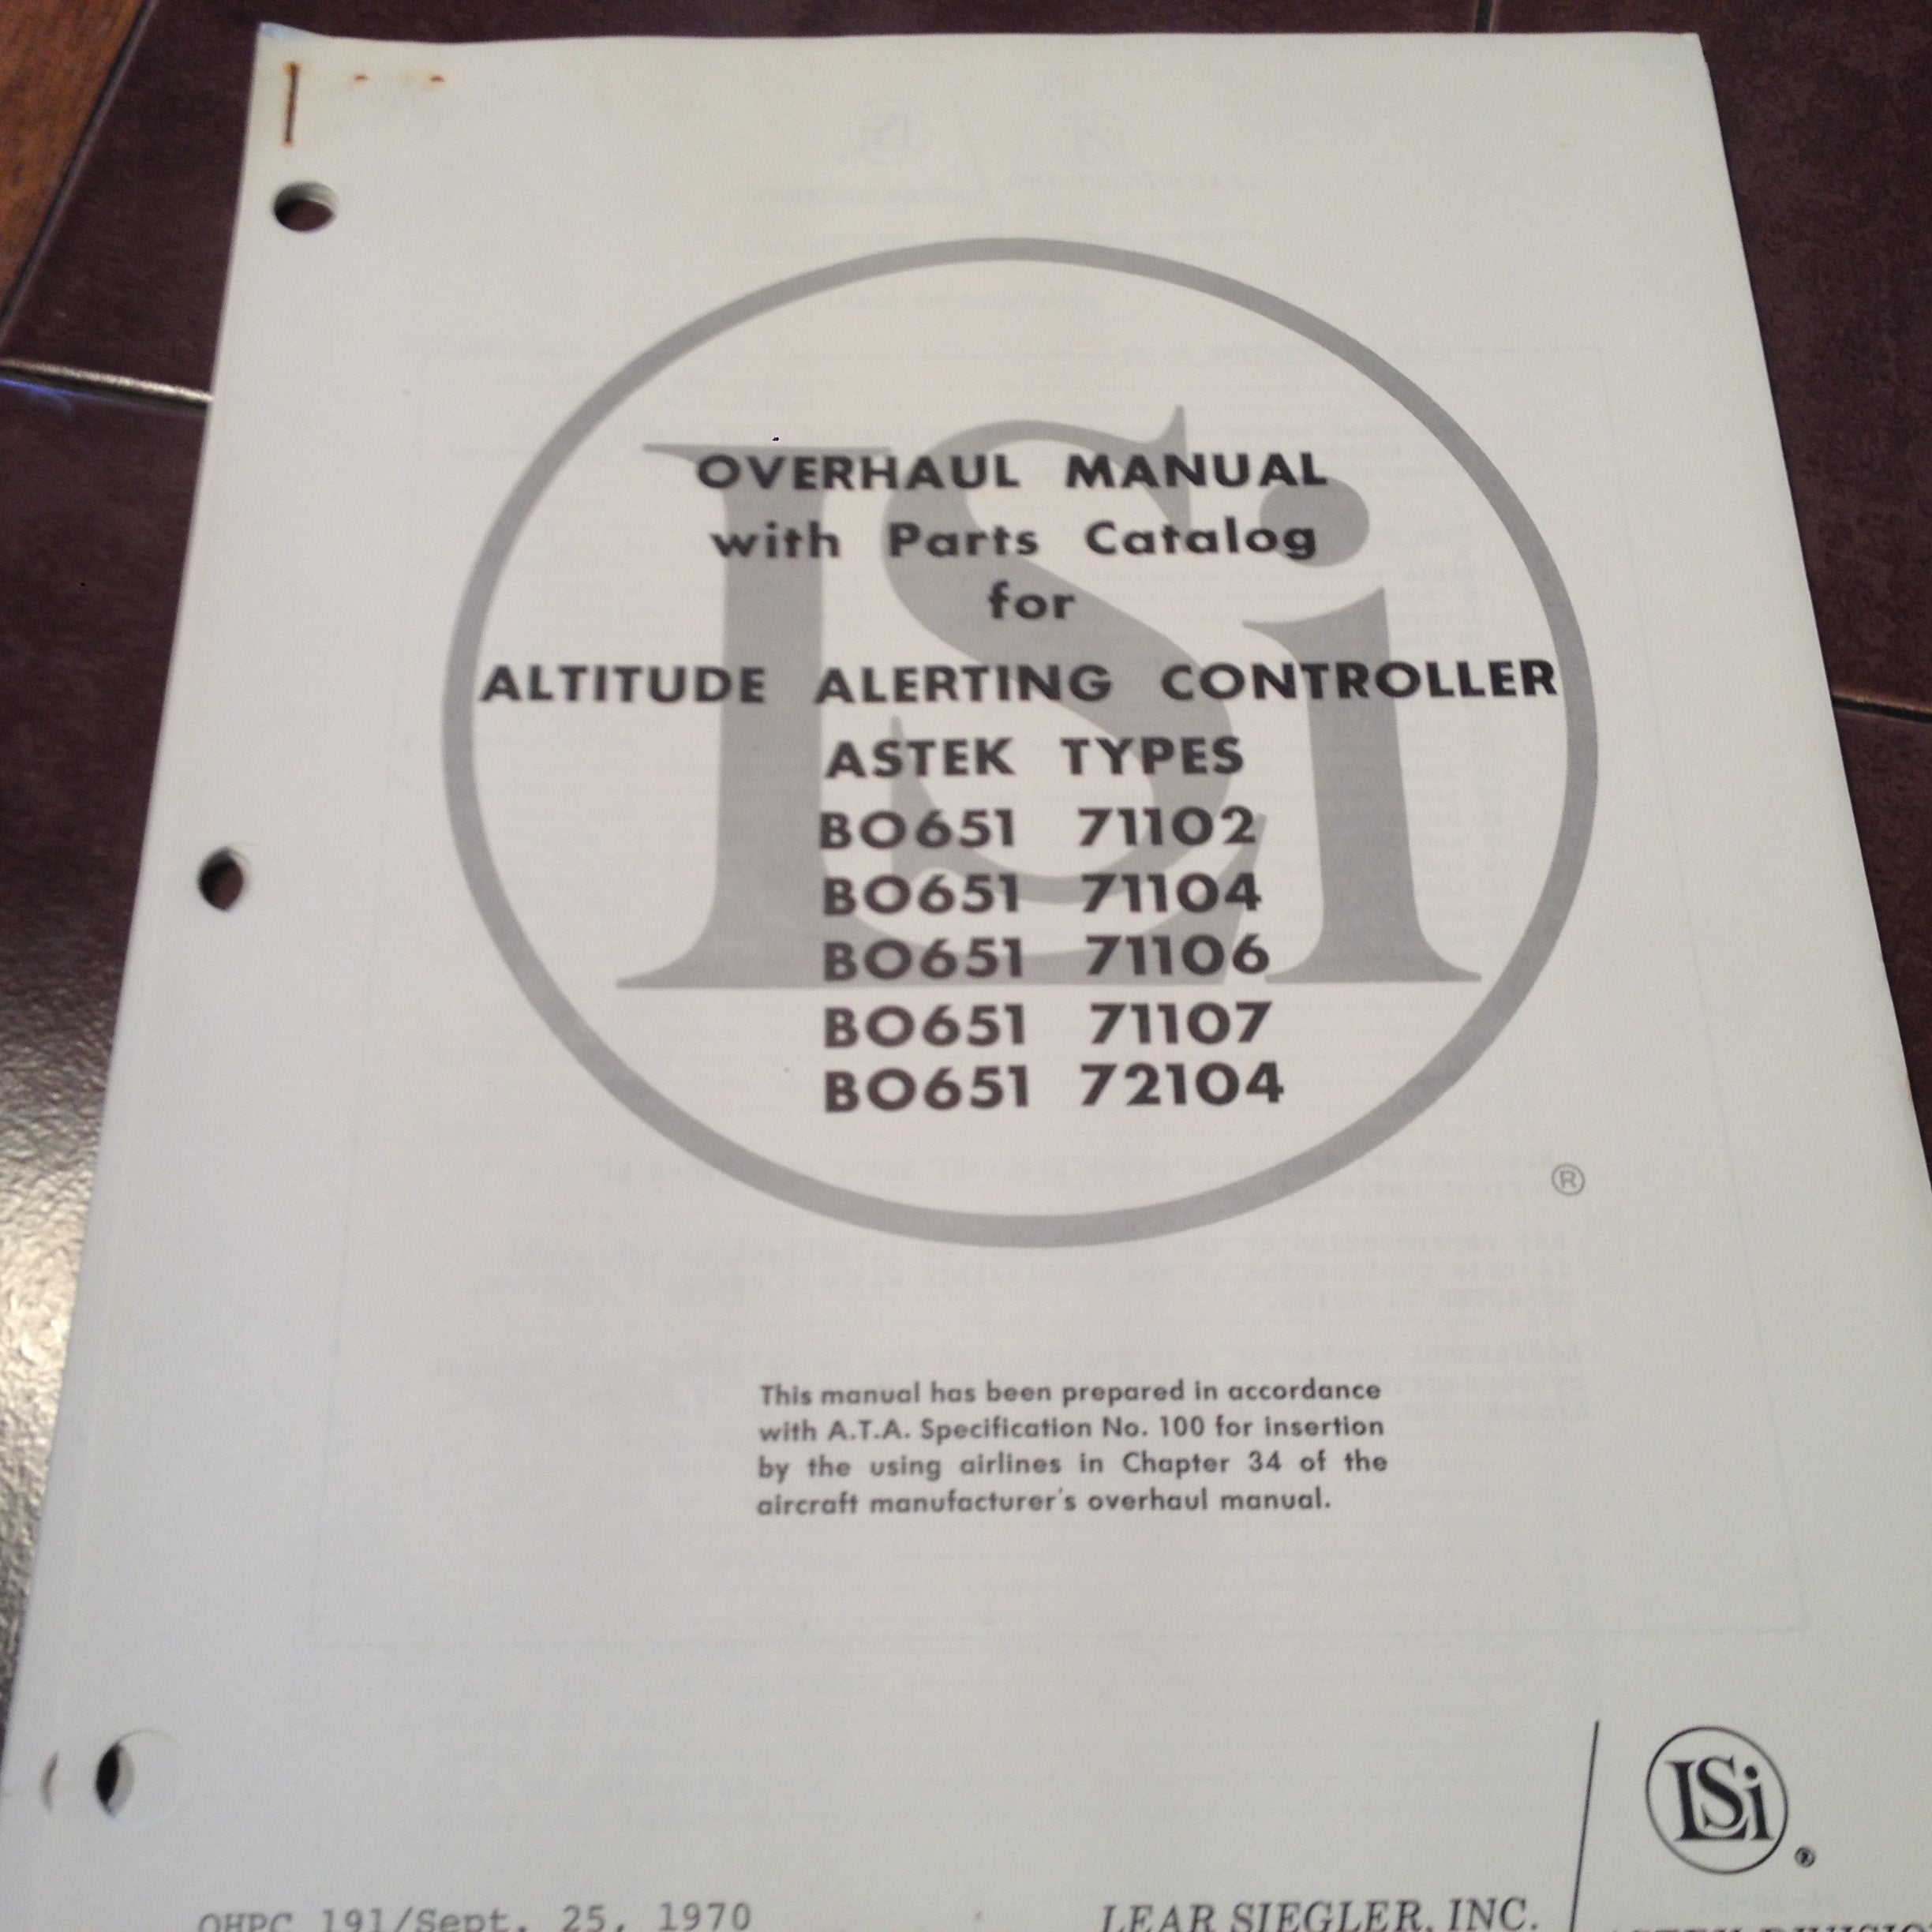 OVERHAUL MANUAL
with Parts Catalog
for
ALTITUDE ALERTING CONTROLLER
ASTEK TYPES
BO651 71102
BO651 71104
BO651 71106
BO651 71107
BO651 72104
®
This manual has been prepared in accordance
with A.T.A. Specification No. 100 for insertion
by the using airlines in Chapter 34 of the
aircraft manufacturer's overhaul manual.
LSi
®
OHPC 191/Sept. 25, 1970
LEAR SIEGLER, INC.